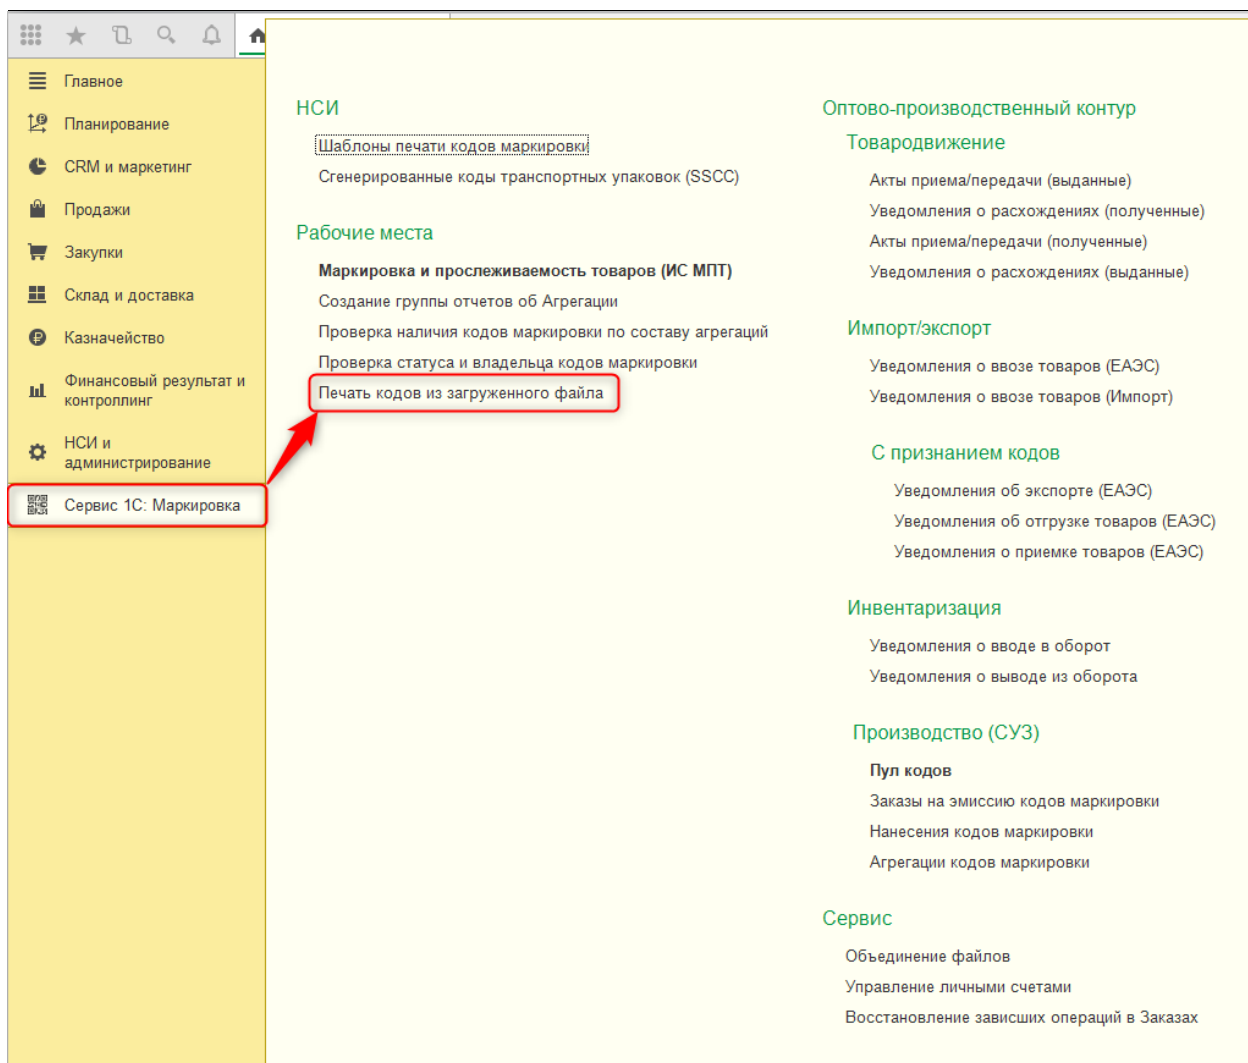 Главное
Планирование
CRM и маркетинг
Продажи
Закупки
Склад и доставка
Казначейство
Финансовый результат и
контроллинг
НСИ и
администрирование
Сервис 1С: Маркировка
НСИ
Шаблоны печати кодов маркировки
Сгенерированные коды транспортных упаковок (SSCC)
Рабочие места
Маркировка и прослеживаемость товаров (ИС МПТ)
Создание группы отчетов об Агрегации
Проверка наличия кодов маркировки по составу агрегаций
Проверка статуса и владельца кодов маркировки
Печать кодов из загруженного файла
Оптово-производственный контур
Товародвижение
Акты приема/передачи (выданные)
Уведомления о расхождениях (полученные)
Акты приема/передачи (полученные)
Уведомления о расхождениях (выданные)
Импорт/экспорт
Уведомления о ввозе товаров (ЕАЭС)
Уведомления о ввозе товаров (Импорт)
С признанием кодов
Уведомления об экспорте (ЕАЭС)
Уведомления об отгрузке товаров (ЕАЭС)
Уведомления о приемке товаров (ЕАЭС)
Инвентаризация
Уведомления о вводе в оборот
Уведомления о выводе из оборота
Производство (СУЗ)
Пул кодов
Заказы на эмиссию кодов маркировки
Нанесения кодов маркировки
Агрегации кодов маркировки
Сервис
Объединение файлов
Управление личными счетами
Восстановление зависших операций в Заказах